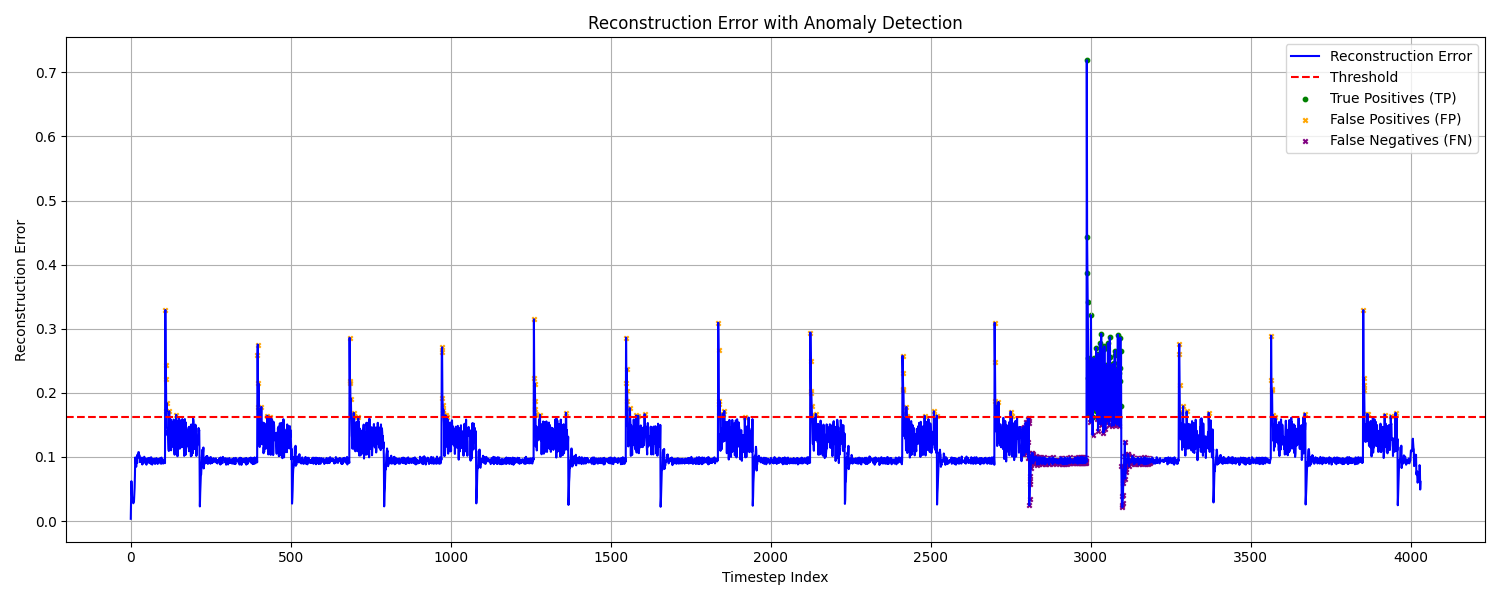 Reconstruction Error with Anomaly Detection
Reconstruction Error
Threshold
True Positives (TP)
False Positives (FP)
False Negatives (FN)
Reconstruction Error
0.7
0.6
0.5
0.4
0.3
0.2
0.1
0.0
0 500 1000 1500 2000 2500 3000 3500 4000
Timestep Index